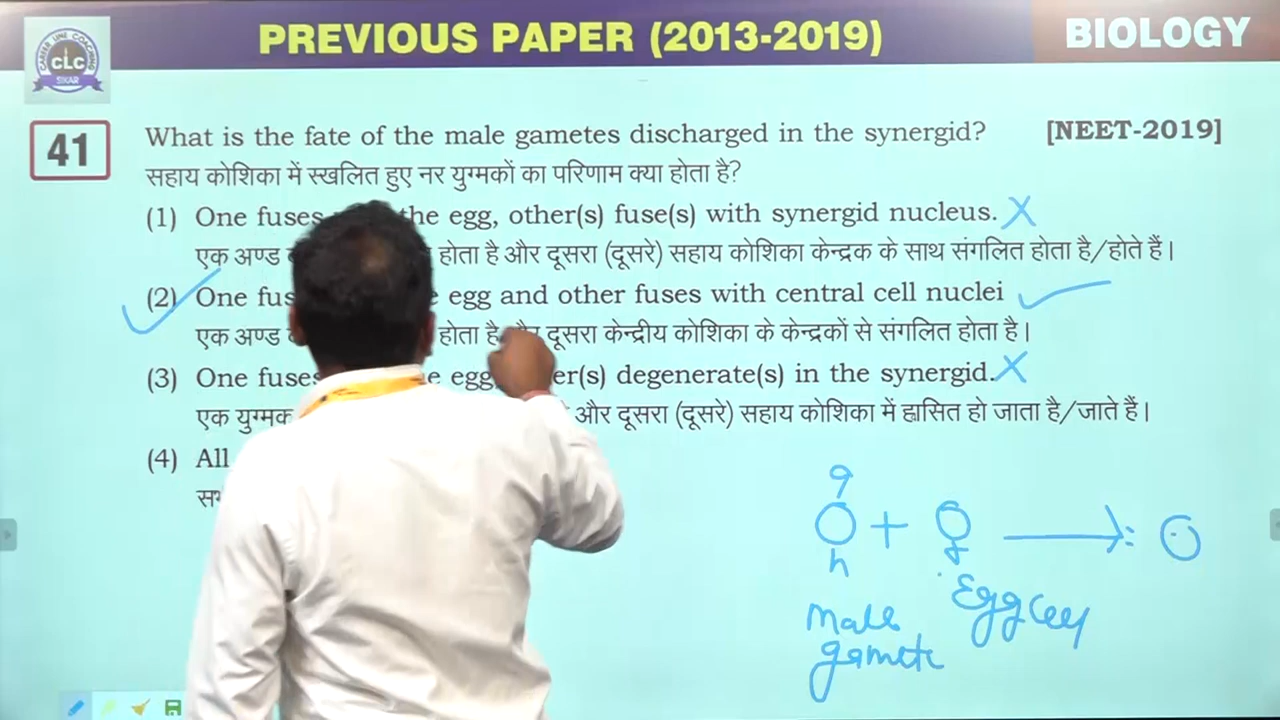 PREVIOUS PAPER (2013-2019)
BIOLOGY
CAREER LINE COACHING
CLC
SIKAR
41
What is the fate of the male gametes discharged in the synergid? [NEET-2019]
सहाय कोशिका में स्खलित हुए नर युग्मकों का परिणाम क्या होता है?
(1) One fuses the egg, other(s) fuse(s) with synergid nucleus. X
एक अण्ड होता है और दूसरा (दूसरे) सहाय कोशिका केन्द्रक के साथ संगलित होता है/होते हैं।
(2) One egg and other fuses with central cell nuclei
एक अण्ड होता है दूसरा केन्द्रीय कोशिका के केन्द्रकों से संगलित होता है।
(3) One fuses degenerate(s) in the synergid. X
एक युग्मक और दूसरा (दूसरे) सहाय कोशिका में ह्रासित हो जाता है/जाते हैं।
(4) All
+
n
Male
gamete
Egg cell